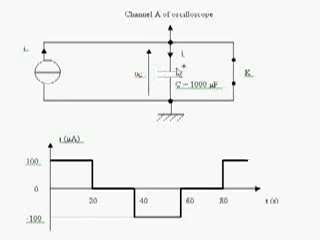 Channel A of oscilloscope
i
+
C = 1000 µF
K
i (µA)
100
0
-100
20
40
60
80
t (s)